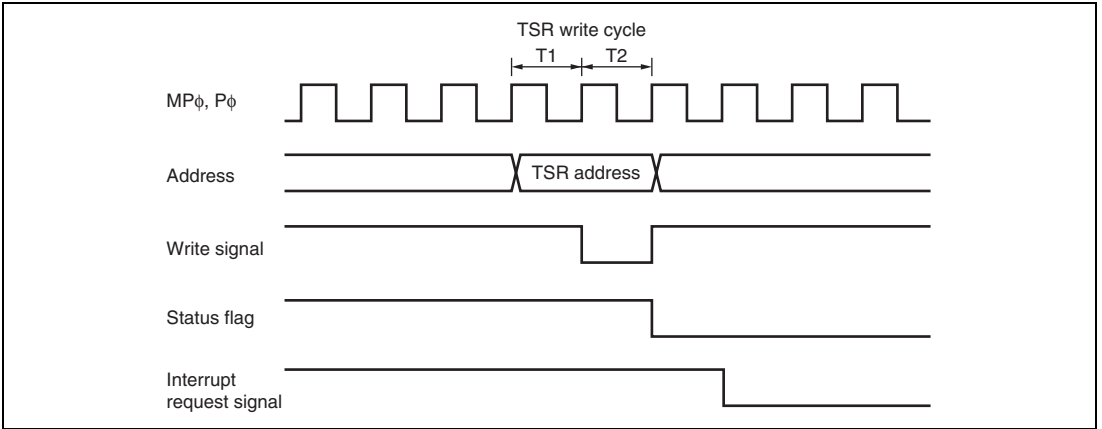 TSR write cycle
T1 T2
MPϕ, Pϕ
Address
TSR address
Write signal
Status flag
Interrupt
request signal